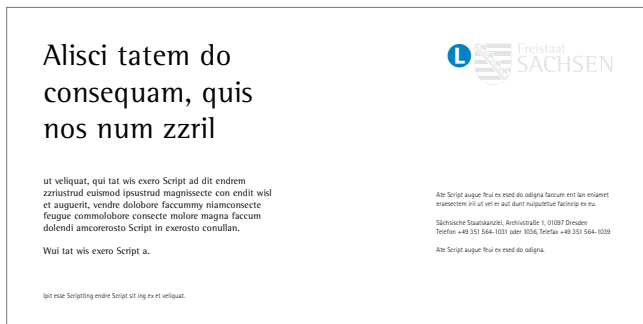 Alisci tatem do
consequam, quis
nos num zzril
ut veliquat, qui tat wis exero Script ad dit endrem
zzriustrud euismod ipsustrud magnissecte con endit wisl
et auguerit, vendre dolobore faccummy niamconsecte
feugue commolobore consecte molore magna faccum
dolendi amcorerosto Script in exerosto conullan.
Wui tat wis exero Script a.
Ipit esse Scriptting endre Script sit ing ex et veliquat.
L
Freistaat
SACHSEN
Ate Script augue feui ex esed do odigna faccum ent lan eniamet
eraesectem iril ut vel er aut dunt nulputetue facincip ex eu.
Sächsische Staatskanzlei, Archivstraße 1, 01097 Dresden
Telefon +49 351 564-1031 oder 1036, Telefax +49 351 564-1039
Ate Script augue feui ex esed do odigna.